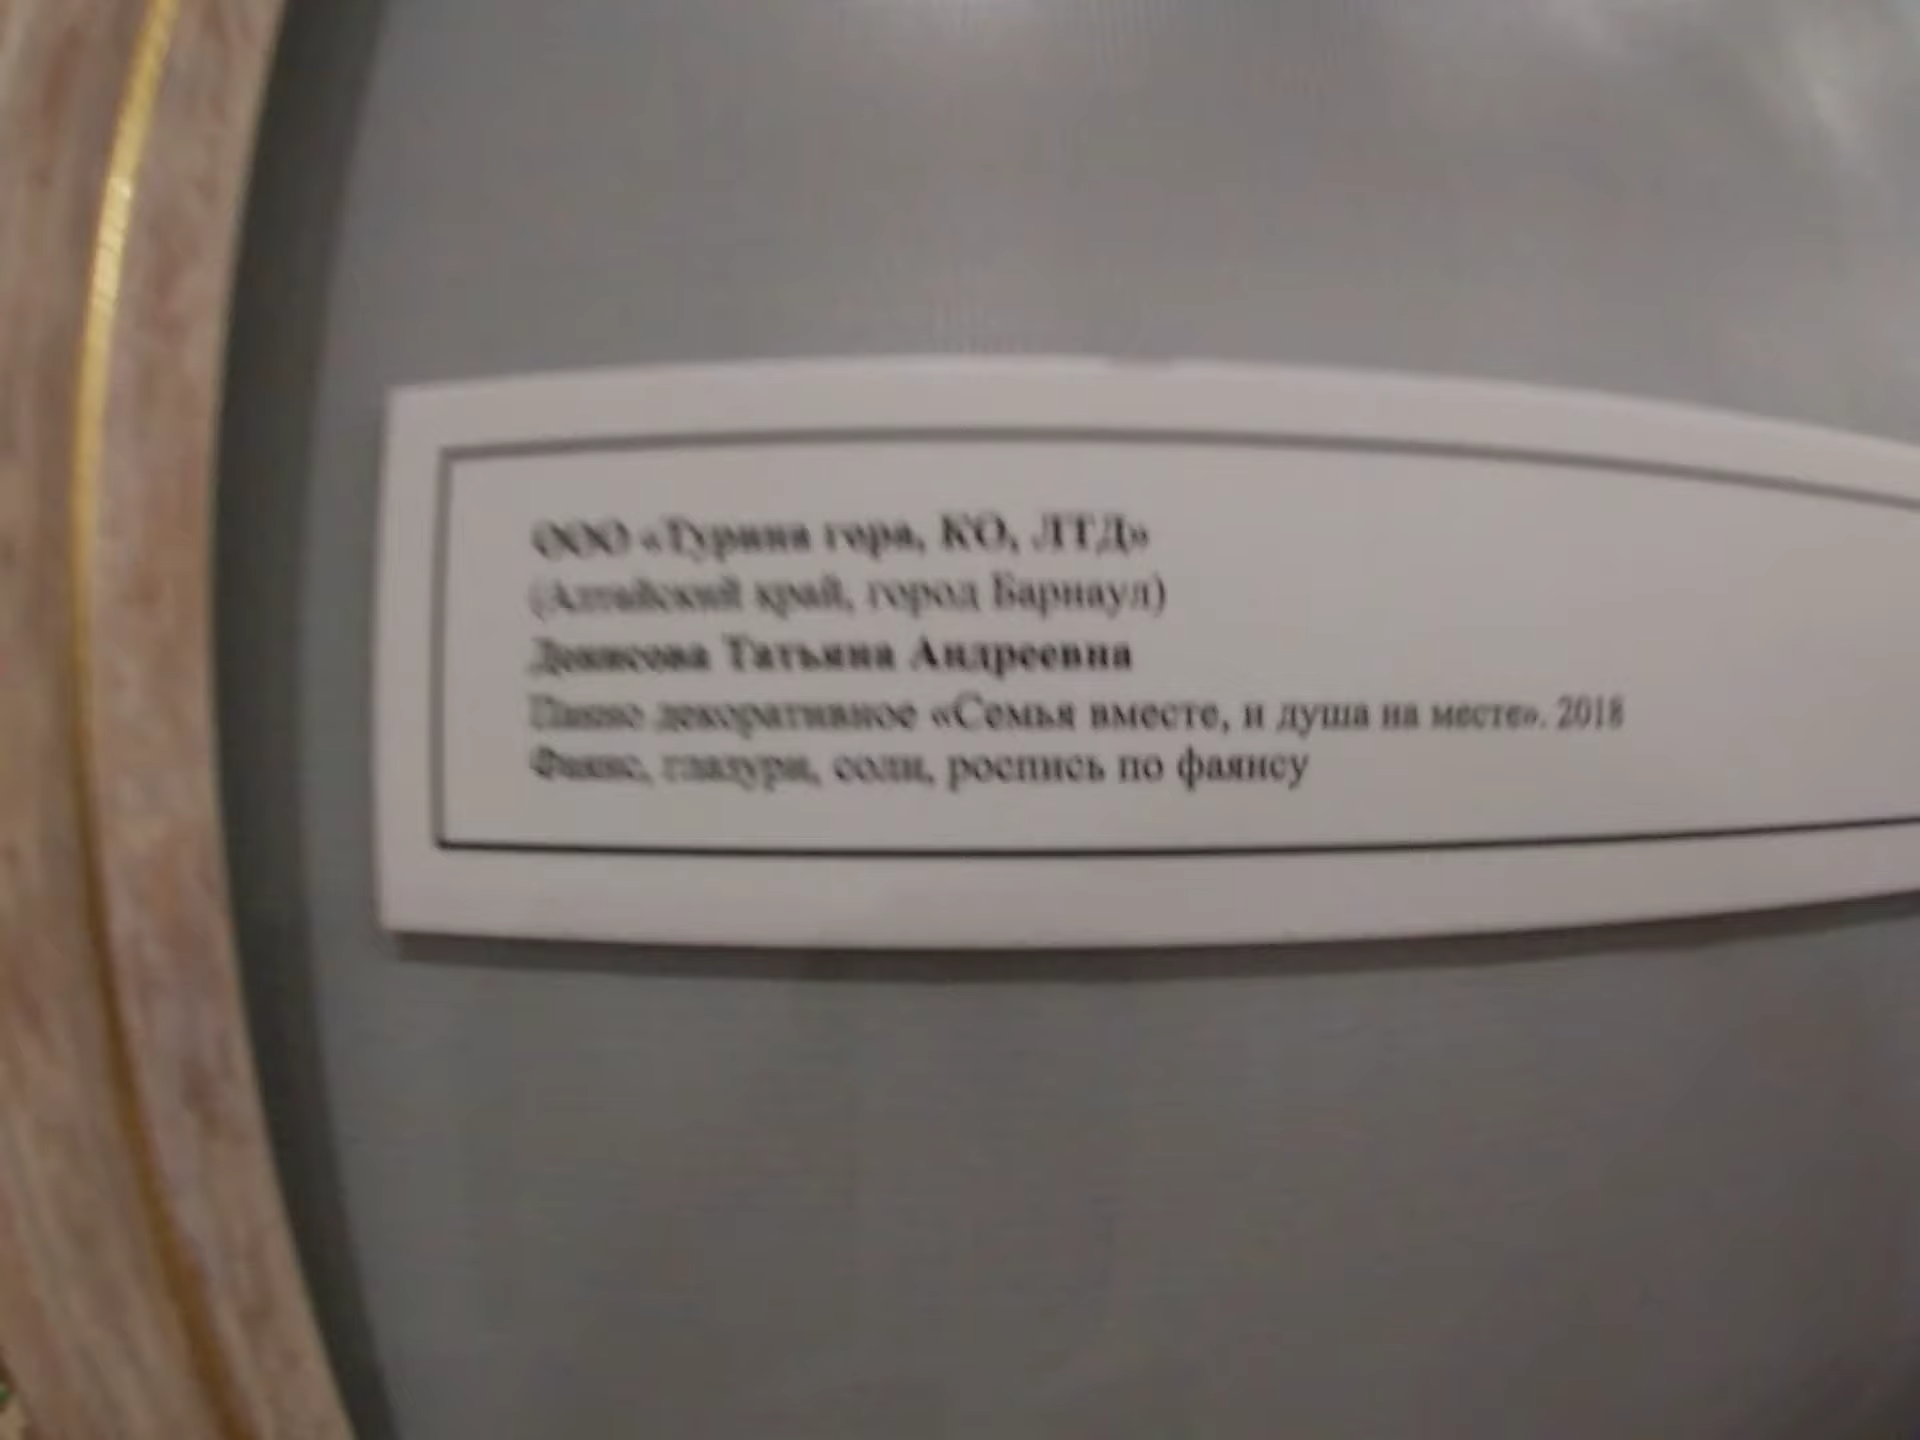 ООО «Турина гора, КО, ЛТД»
(Алтайский край, город Барнаул)
Денисова Татьяна Андреевна
Панно декоративное «Семья вместе, и душа на месте». 2018
Фаянс, глазури, соли, роспись по фаянсу